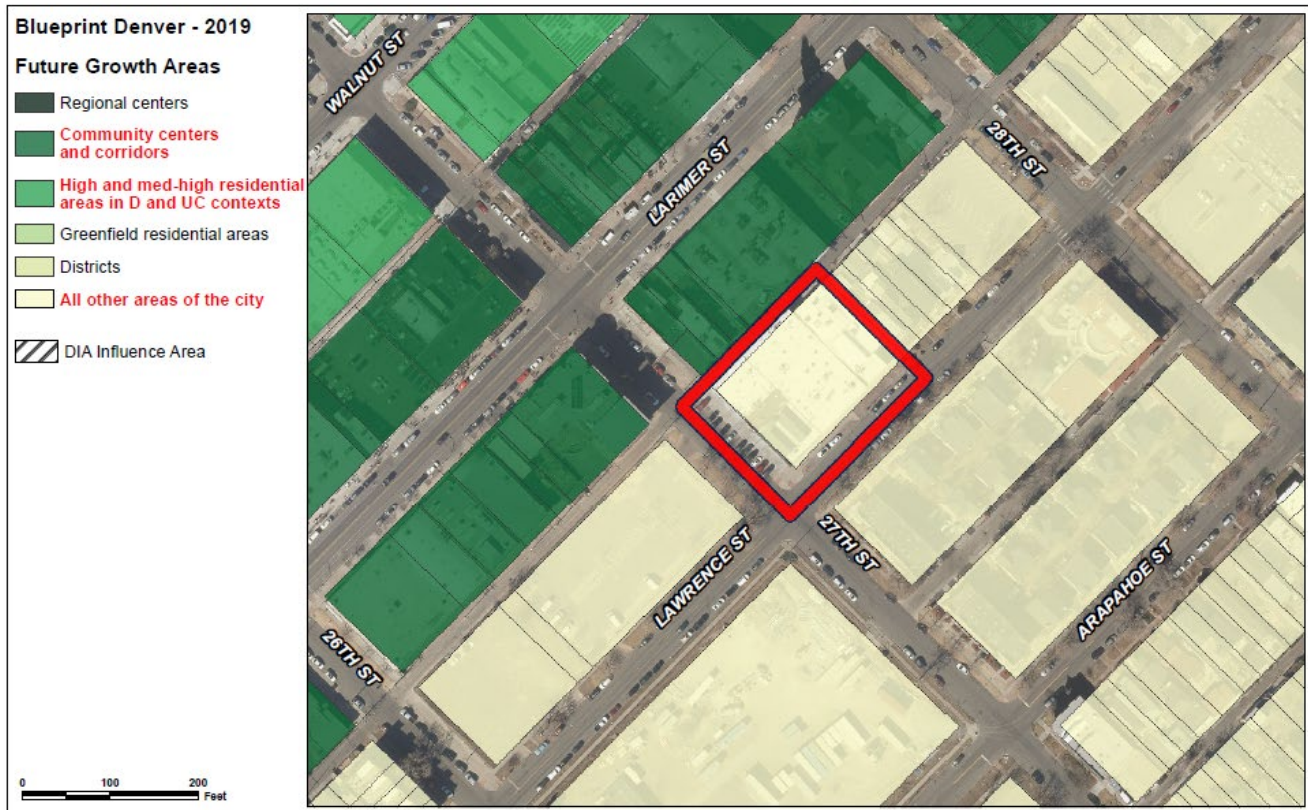 Blueprint Denver - 2019
Future Growth Areas
Regional centers
Community centers
and corridors
High and med-high residential
areas in D and UC contexts
Greenfield residential areas
Districts
All other areas of the city
DIA Influence Area
0 100 200
Feet
WALNUT ST
LARIMER ST
28TH ST
27TH ST
LAWRENCE ST
ARAPAHOE ST
26TH ST